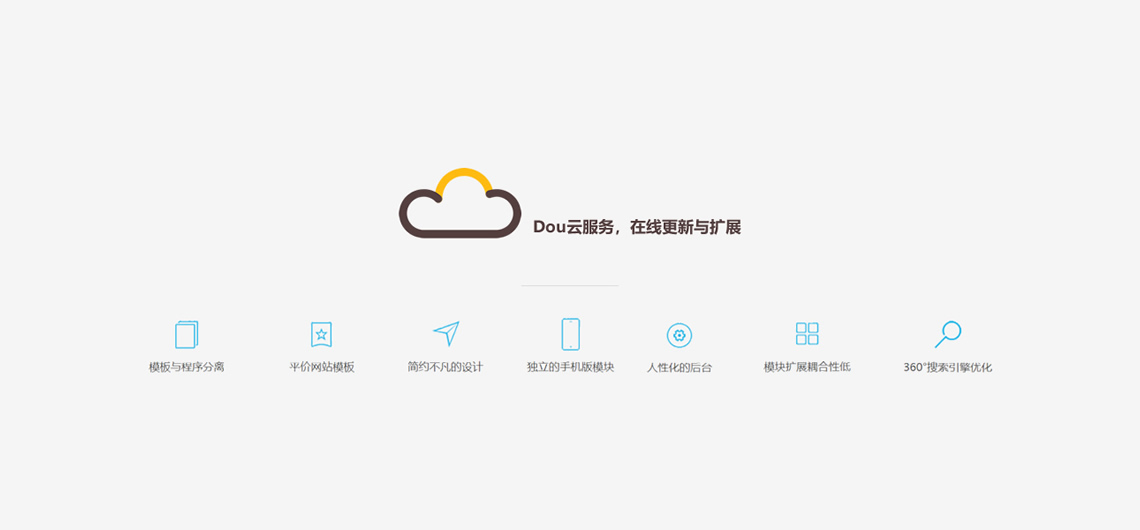 Dou云服务，在线更新与扩展
模板与程序分离
平价网站模板
简约不凡的设计
独立的手机版模块
人性化的后台
模块扩展耦合性低
360°搜索引擎优化